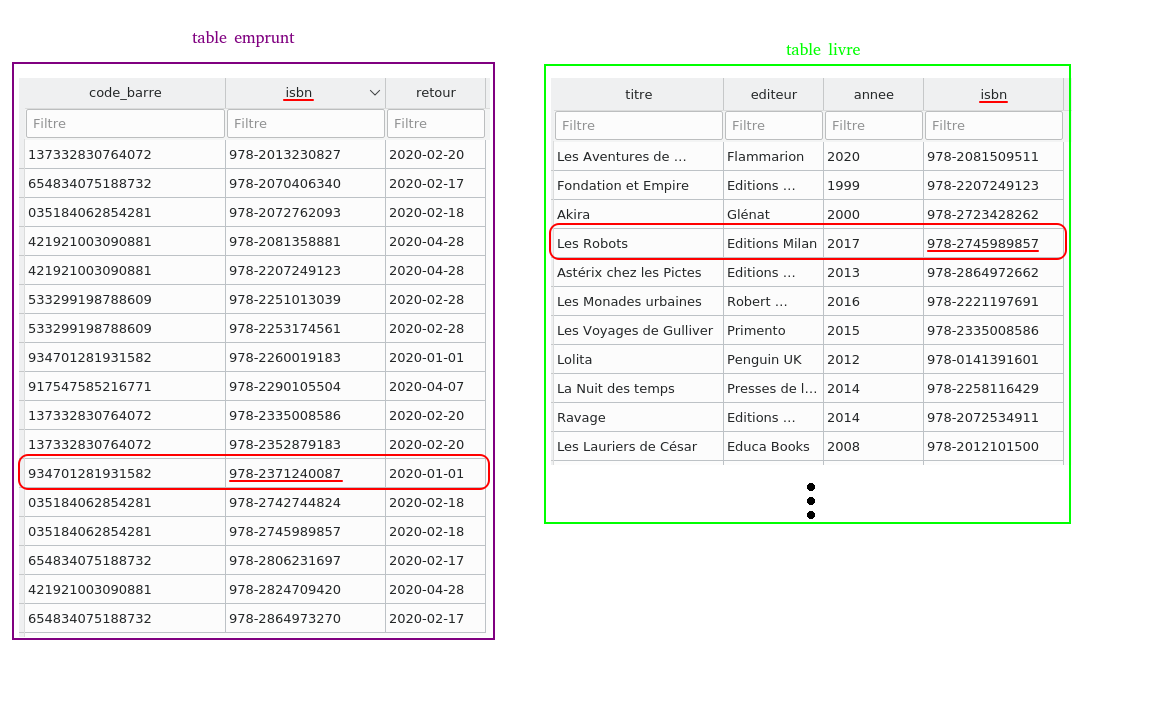 table emprunt
code_barre isbn retour
Filtre Filtre Filtre
137332830764072 978-2013230827 2020-02-20
654834075188732 978-2070406340 2020-02-17
035184062854281 978-2072762093 2020-02-18
421921003090881 978-2081358881 2020-04-28
421921003090881 978-2207249123 2020-04-28
533299198788609 978-2251013039 2020-02-28
533299198788609 978-2253174561 2020-02-28
934701281931582 978-2260019183 2020-01-01
917547585216771 978-2290105504 2020-04-07
137332830764072 978-2335008586 2020-02-20
137332830764072 978-2352879183 2020-02-20
934701281931582 978-2371240087 2020-01-01
035184062854281 978-2742744824 2020-02-18
035184062854281 978-2745989857 2020-02-18
654834075188732 978-2806231697 2020-02-17
421921003090881 978-2824709420 2020-04-28
654834075188732 978-2864973270 2020-02-17
table livre
titre editeur annee isbn
Filtre Filtre Filtre Filtre
Les Aventures de … Flammarion 2020 978-2081509511
Fondation et Empire Editions … 1999 978-2207249123
Akira Glénat 2000 978-2723428262
Les Robots Editions Milan 2017 978-2745989857
Astérix chez les Pictes Editions … 2013 978-2864972662
Les Monades urbaines Robert … 2016 978-2221197691
Les Voyages de Gulliver Primento 2015 978-2335008586
Lolita Penguin UK 2012 978-0141391601
La Nuit des temps Presses de l… 2014 978-2258116429
Ravage Editions … 2014 978-2072534911
Les Lauriers de César Educa Books 2008 978-2012101500